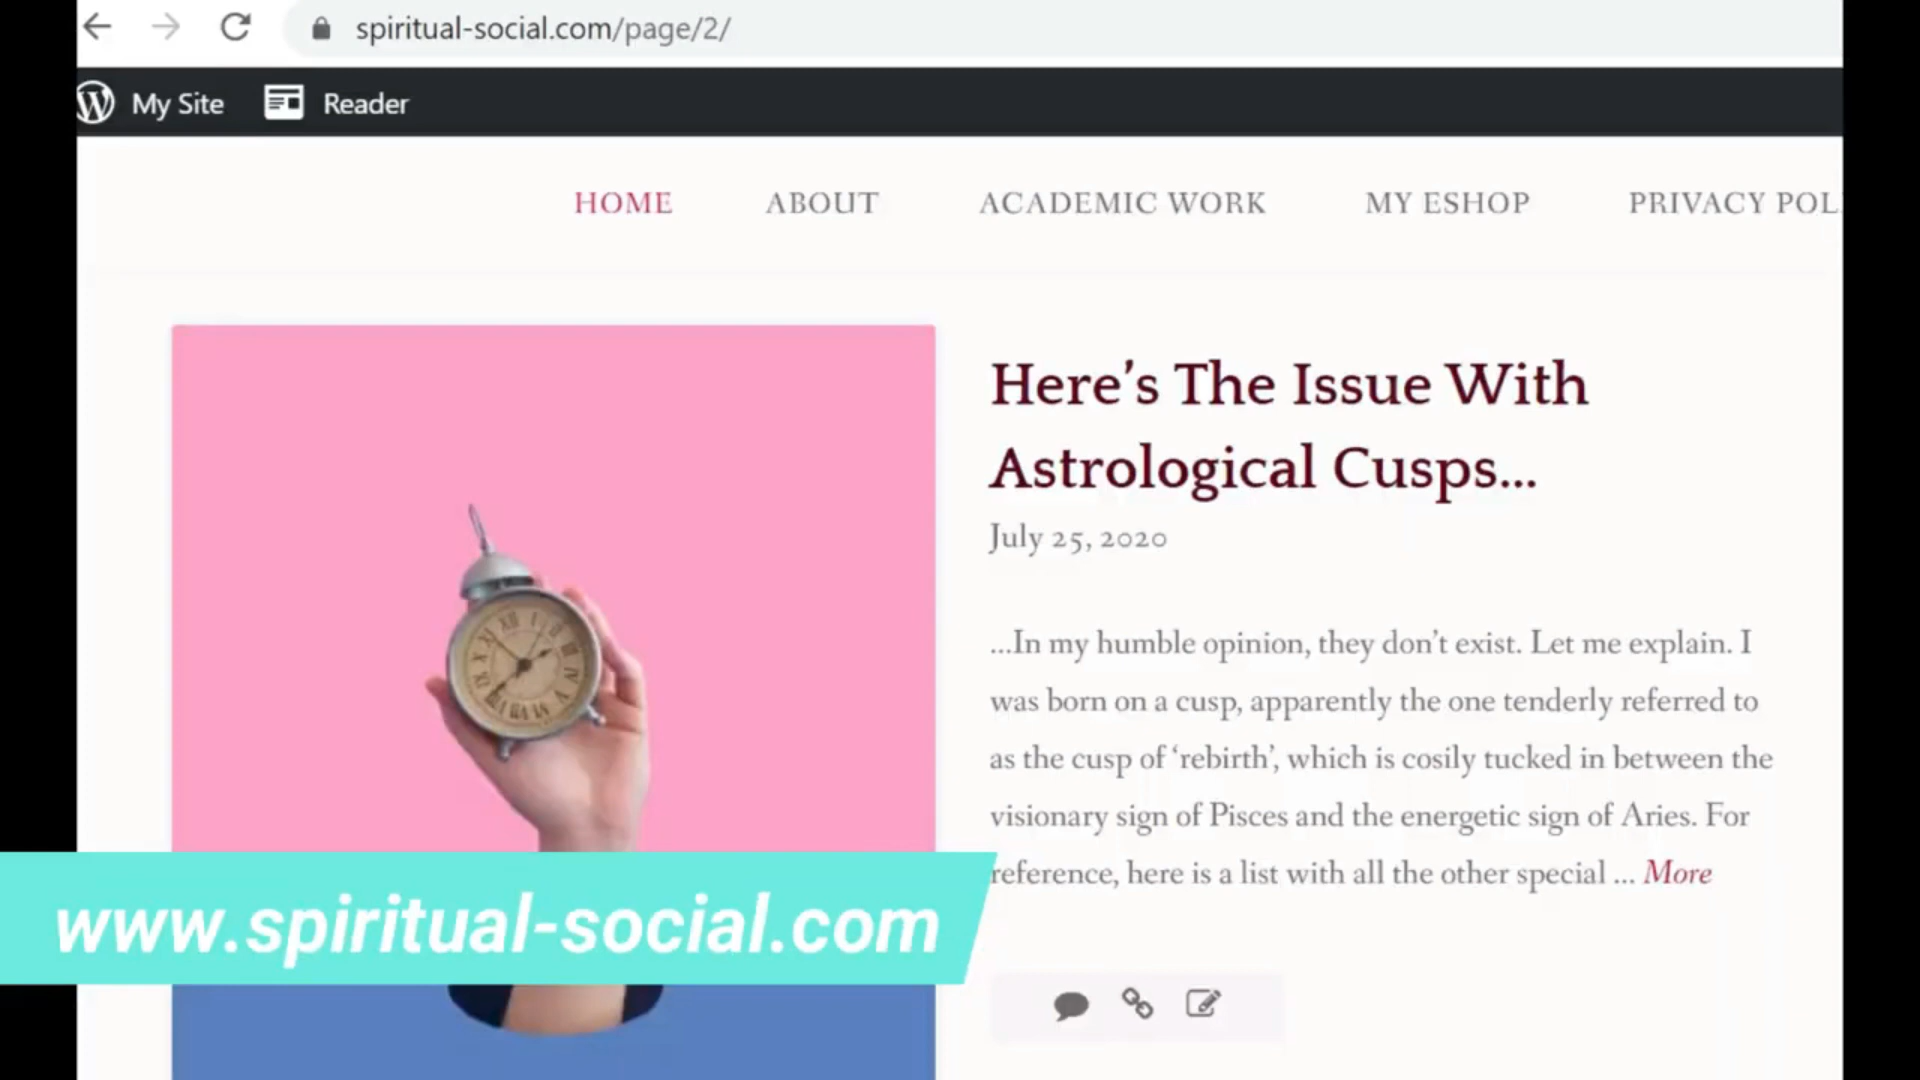 spiritual-social.com/page/2/
My Site Reader
HOME ABOUT ACADEMIC WORK MY ESHOP PRIVACY POL
Here's The Issue With
Astrological Cusps...
July 25, 2020
...In my humble opinion, they don't exist. Let me explain. I
was born on a cusp, apparently the one tenderly referred to
as the cusp of 'rebirth', which is cosily tucked in between the
visionary sign of Pisces and the energetic sign of Aries. For
reference, here is a list with all the other special ... More
www.spiritual-social.com